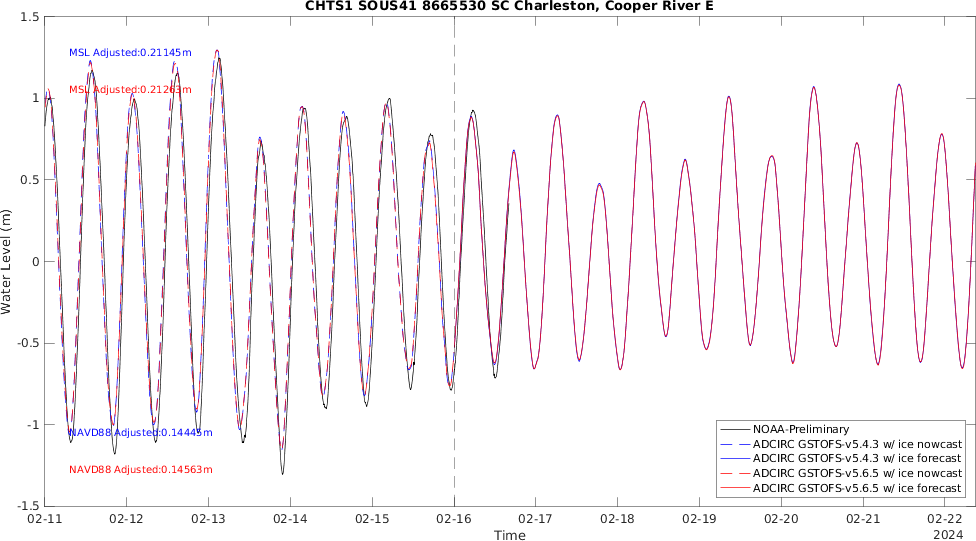 CHTS1 SOUS41 8665530 SC Charleston, Cooper River E
1.5
MSL Adjusted:0.21145m
MSL Adjusted:0.21263m
1
0.5
Water Level (m)
0
-0.5
-1
NAVD88 Adjusted:0.14445m
NAVD88 Adjusted:0.14563m
-1.5
NOAA-Preliminary
ADCIRC GSTOFS-v5.4.3 w/ ice nowcast
ADCIRC GSTOFS-v5.4.3 w/ ice forecast
ADCIRC GSTOFS-v5.6.5 w/ ice nowcast
ADCIRC GSTOFS-v5.6.5 w/ ice forecast
02-11 02-12 02-13 02-14 02-15 02-16 02-17 02-18 02-19 02-20 02-21 02-22
Time
2024